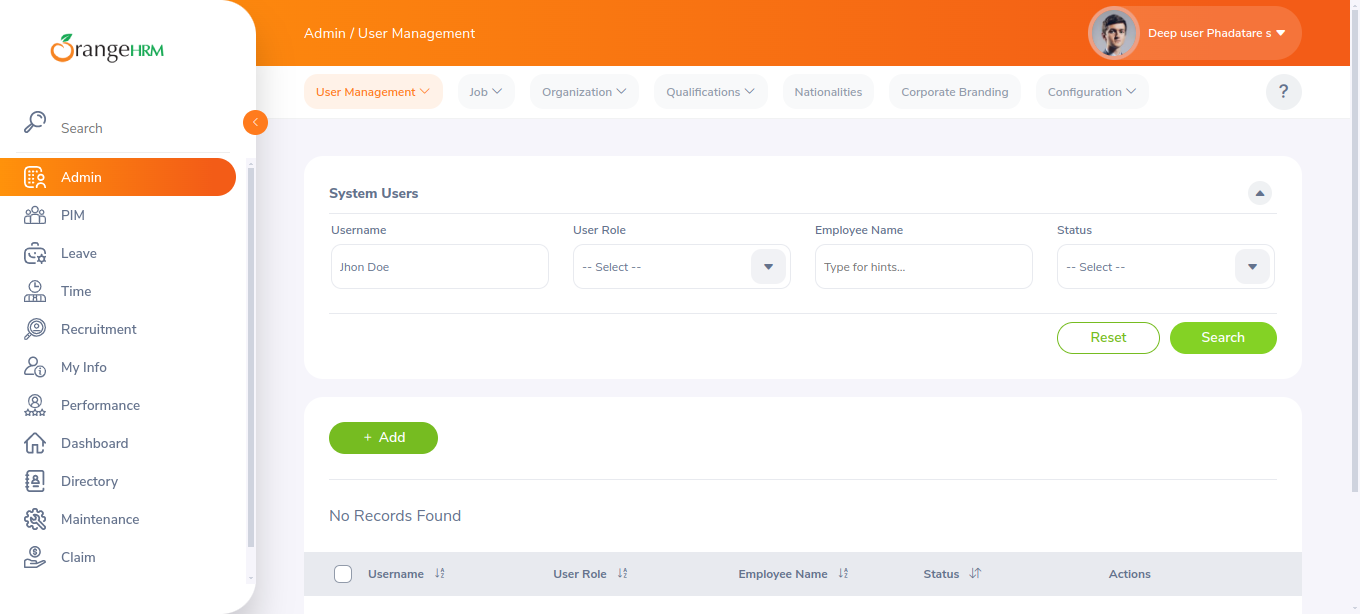 OrangeHRM
Admin / User Management
Deep user Phadatare s
User Management
Job
Organization
Qualifications
Nationalities
Corporate Branding
Configuration
?
Search
Admin
PIM
Leave
Time
Recruitment
My Info
Performance
Dashboard
Directory
Maintenance
Claim
System Users
Username
User Role
Employee Name
Status
Jhon Doe
-- Select --
Type for hints...
-- Select --
Reset
Search
+ Add
No Records Found
Username
User Role
Employee Name
Status
Actions